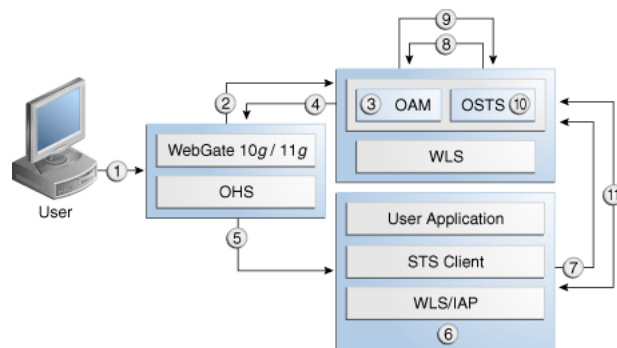 9
8
2
4
3 OAM
OSTS 10
WebGate 10g / 11g
WLS
1
OHS
User
User Application
11
5
STS Client
7
WLS/IAP
6